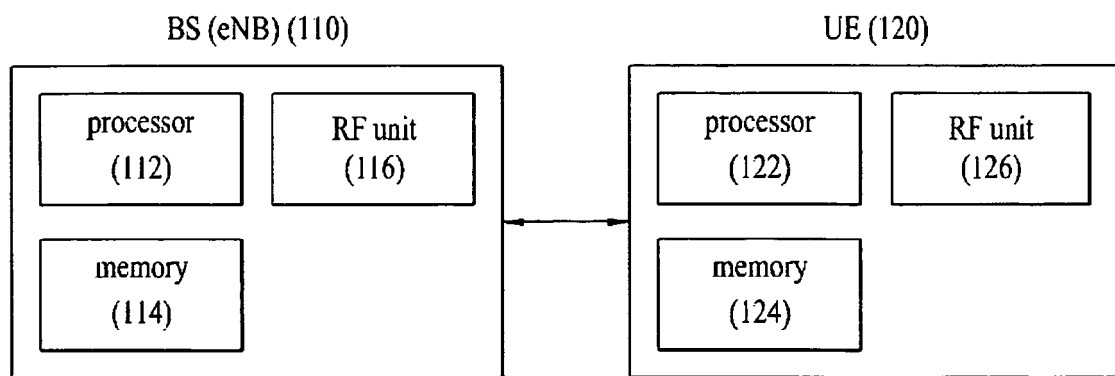 BS (eNB) (110)
UE (120)
processor
(112)
RF unit
(116)
processor
(122)
RF unit
(126)
memory
(114)
memory
(124)